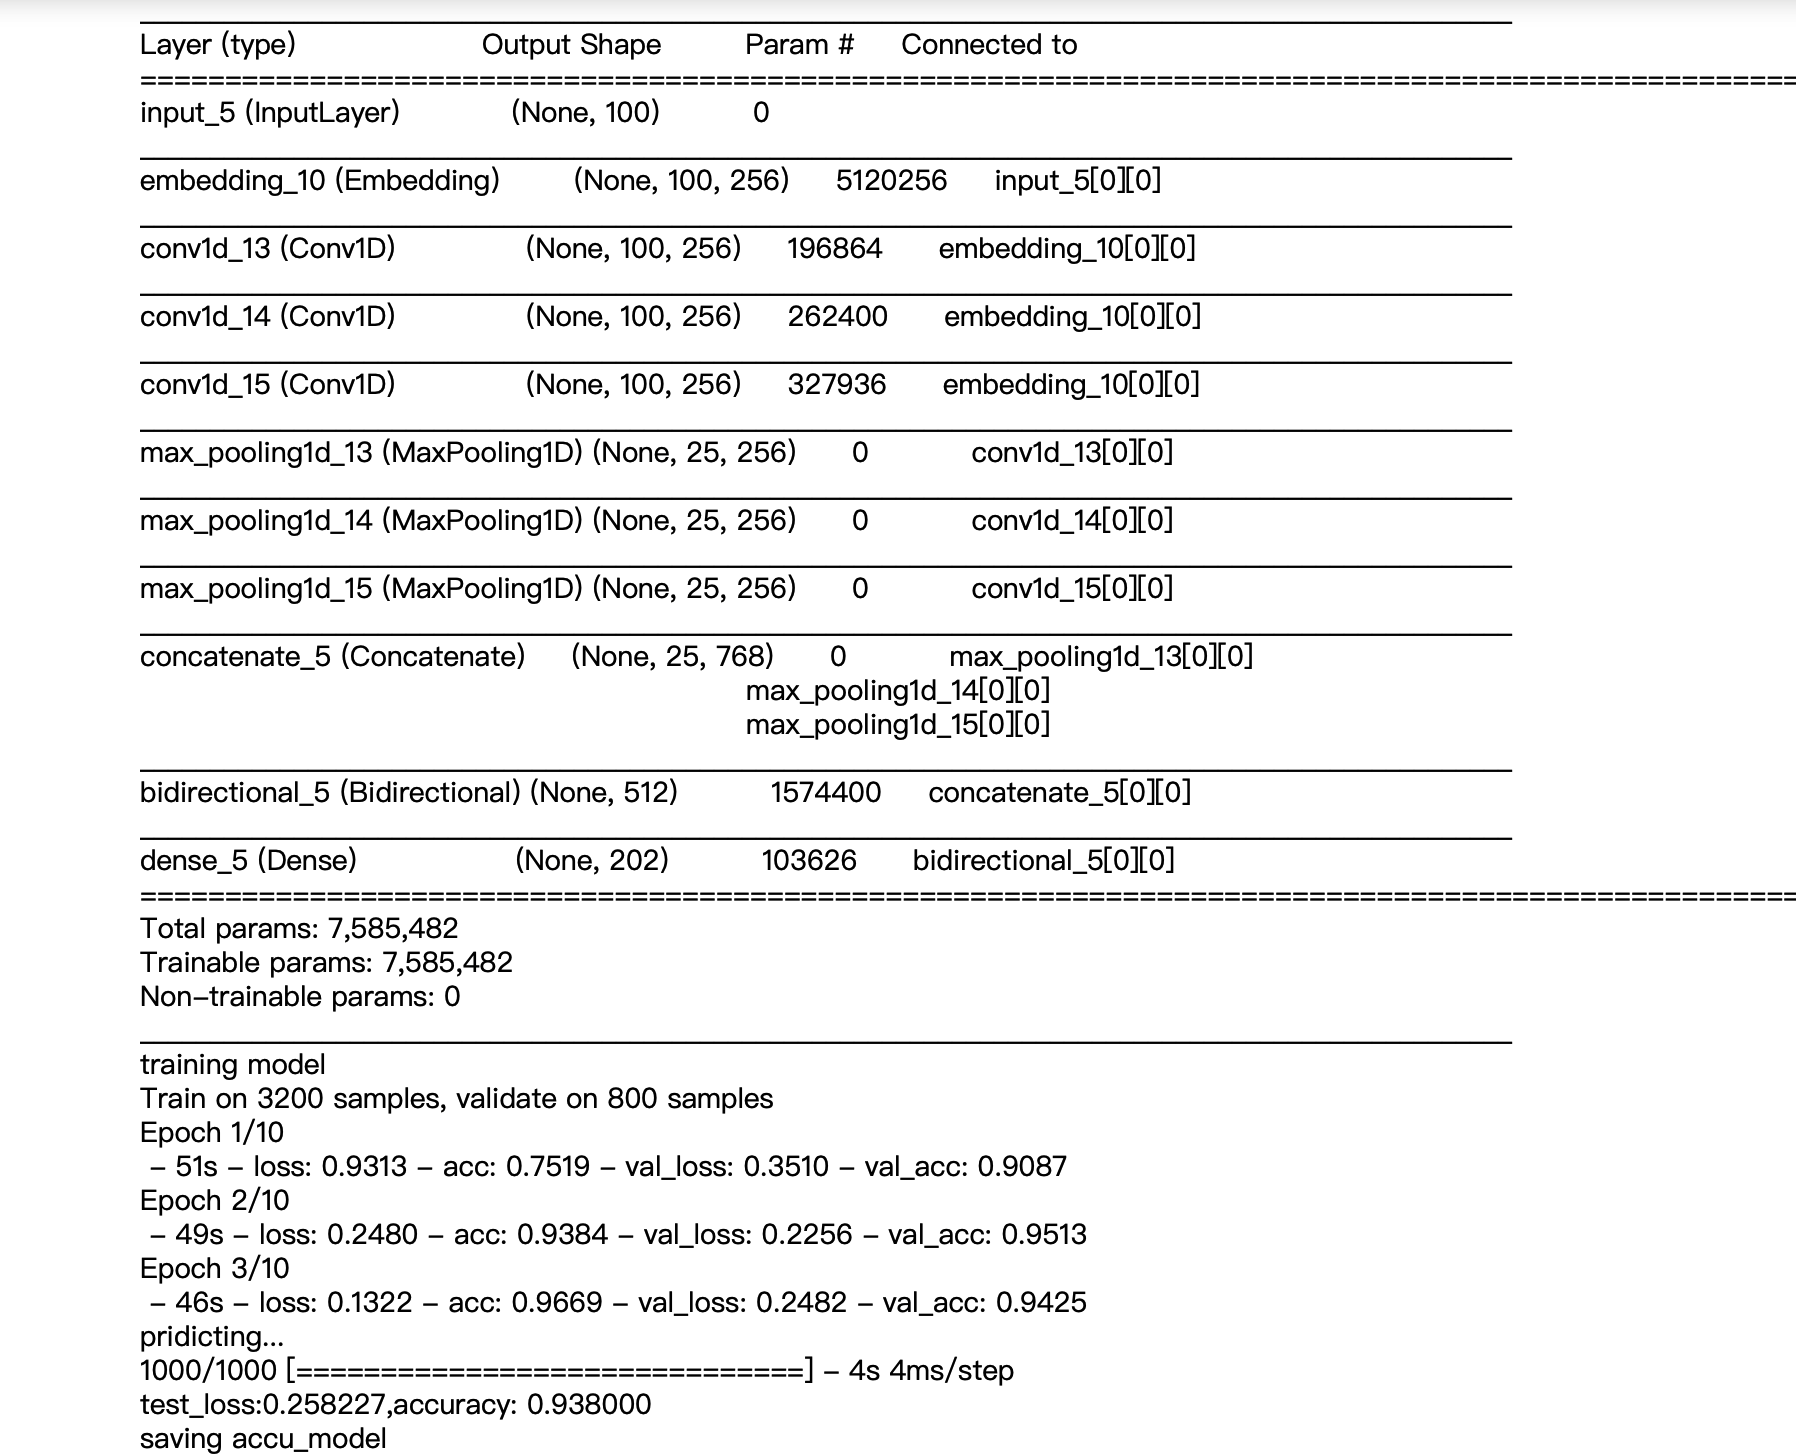 Layer (type) Output Shape Param # Connected to
==================================================================================================
input_5 (InputLayer) (None, 100) 0
embedding_10 (Embedding) (None, 100, 256) 5120256 input_5[0][0]
conv1d_13 (Conv1D) (None, 100, 256) 196864 embedding_10[0][0]
conv1d_14 (Conv1D) (None, 100, 256) 262400 embedding_10[0][0]
conv1d_15 (Conv1D) (None, 100, 256) 327936 embedding_10[0][0]
max_pooling1d_13 (MaxPooling1D) (None, 25, 256) 0 conv1d_13[0][0]
max_pooling1d_14 (MaxPooling1D) (None, 25, 256) 0 conv1d_14[0][0]
max_pooling1d_15 (MaxPooling1D) (None, 25, 256) 0 conv1d_15[0][0]
concatenate_5 (Concatenate) (None, 25, 768) 0 max_pooling1d_13[0][0]
max_pooling1d_14[0][0]
max_pooling1d_15[0][0]
bidirectional_5 (Bidirectional) (None, 512) 1574400 concatenate_5[0][0]
dense_5 (Dense) (None, 202) 103626 bidirectional_5[0][0]
==================================================================================================
Total params: 7,585,482
Trainable params: 7,585,482
Non-trainable params: 0
training model
Train on 3200 samples, validate on 800 samples
Epoch 1/10
– 51s – loss: 0.9313 – acc: 0.7519 – val_loss: 0.3510 – val_acc: 0.9087
Epoch 2/10
– 49s – loss: 0.2480 – acc: 0.9384 – val_loss: 0.2256 – val_acc: 0.9513
Epoch 3/10
– 46s – loss: 0.1322 – acc: 0.9669 – val_loss: 0.2482 – val_acc: 0.9425
pridicting...
1000/1000 [==============================] – 4s 4ms/step
test_loss:0.258227,accuracy: 0.938000
saving accu_model